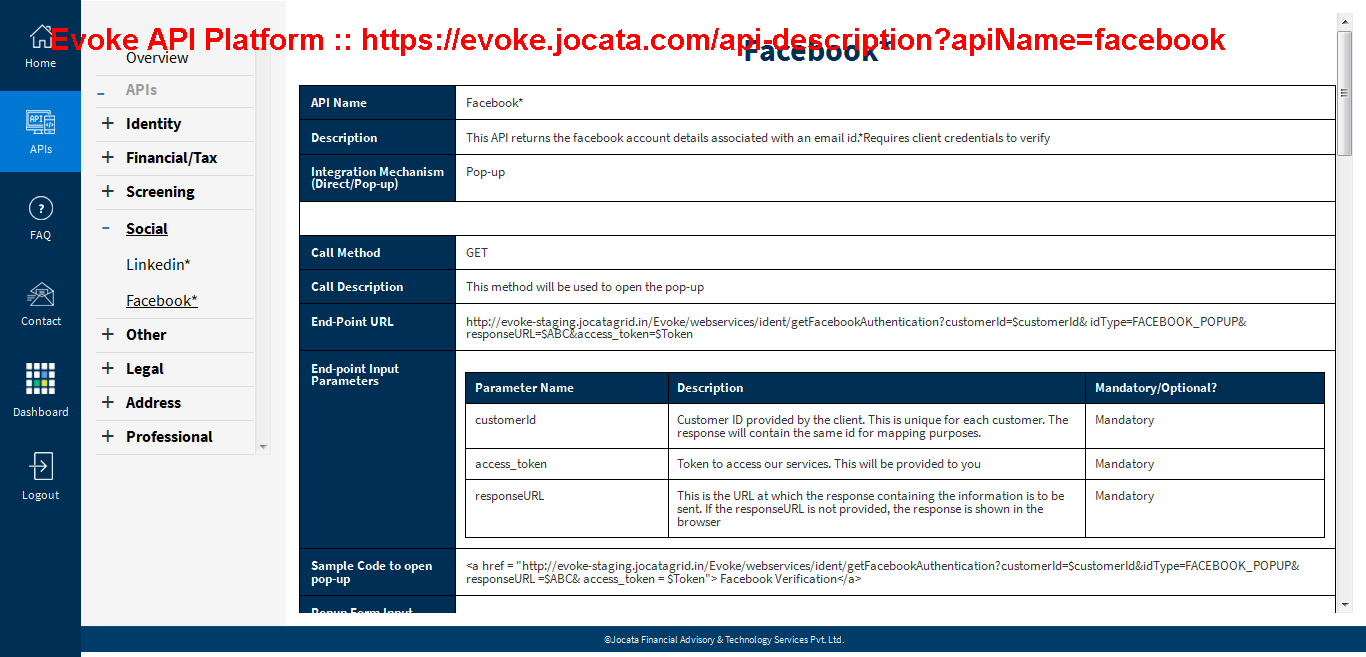 Evoke API Platform :: https://evoke.jocata.com/api-description?apiName=facebook
Home
APIs
FAQ
Contact
Dashboard
Logout
Overview
APIs
Identity
Financial/Tax
Screening
Social
Linkedin*
Facebook*
Other
Legal
Address
Professional
Facebook*
API Name
Facebook*
Description
This API returns the facebook account details associated with an email id.*Requires client credentials to verify
Integration Mechanism
(Direct/Pop-up)
Pop-up
Call Method
GET
Call Description
This method will be used to open the pop-up
End-Point URL
http://evoke-staging.jocatagrid.in/Evoke/webservices/ident/getFacebookAuthentication?customerId=$customerId& idType=FACEBOOK_POPUP&
responseURL=$ABC&access_token=$Token
End-point Input
Parameters
Parameter Name
Description
Mandatory/Optional?
customerId
Customer ID provided by the client. This is unique for each customer. The
response will contain the same id for mapping purposes.
Mandatory
access_token
Token to access our services. This will be provided to you
Mandatory
responseURL
This is the URL at which the response containing the information is to be
sent. If the responseURL is not provided, the response is shown in the
browser
Mandatory
Sample Code to open
pop-up
<a href = "http://evoke-staging.jocatagrid.in/Evoke/webservices/ident/getFacebookAuthentication?customerId=$customerId&idType=FACEBOOK_POPUP&
responseURL =$ABC& access_token = $Token"> Facebook Verification</a>
Popup Form Input
©Jocata Financial Advisory & Technology Services Pvt. Ltd.